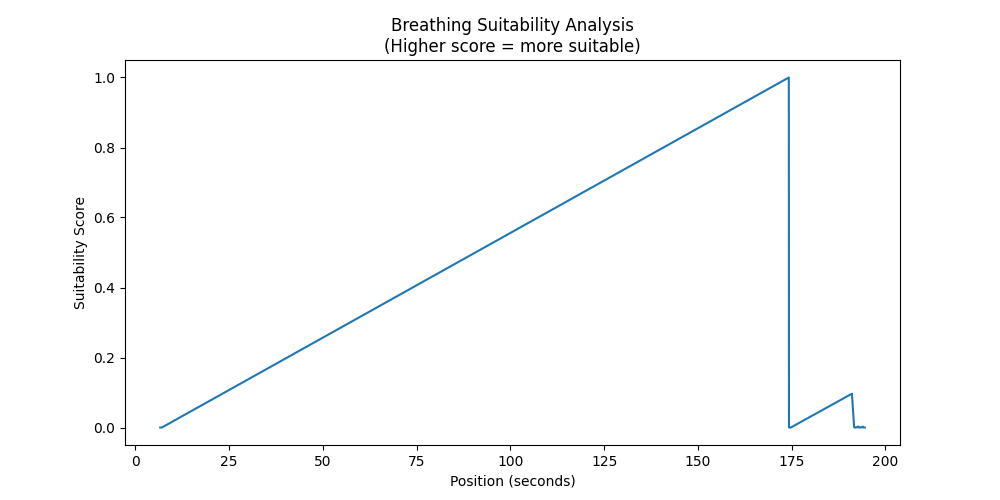 Breathing Suitability Analysis
(Higher score = more suitable)
1.0
0.8
0.6
0.4
0.2
0.0
Suitability Score
0 25 50 75 100 125 150 175 200
Position (seconds)